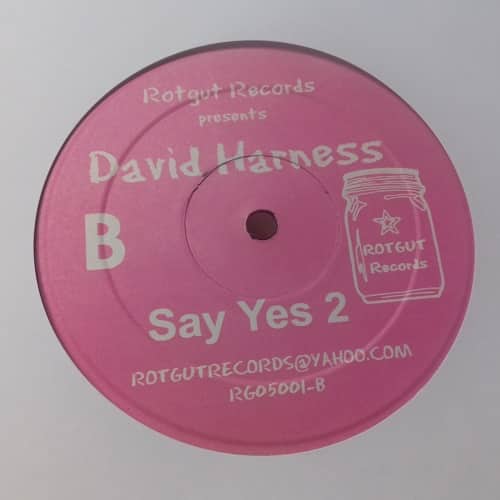 Rotgut Records
presents
David Harness
B
ROTGUT
Records
Say Yes 2
ROTGUTRECORDS@YAHOO.COM
RG05001-B